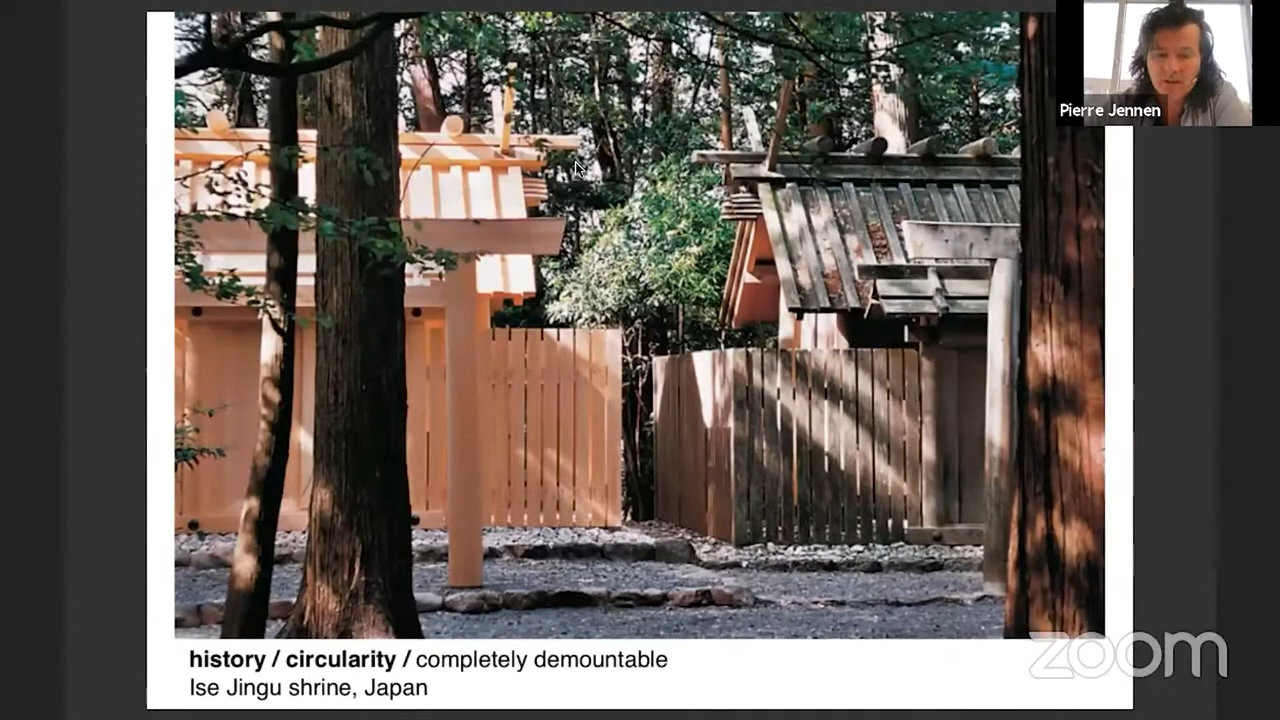 Pierre Jennen
history / circularity / completely demountable
Ise Jingu shrine, Japan
zoom